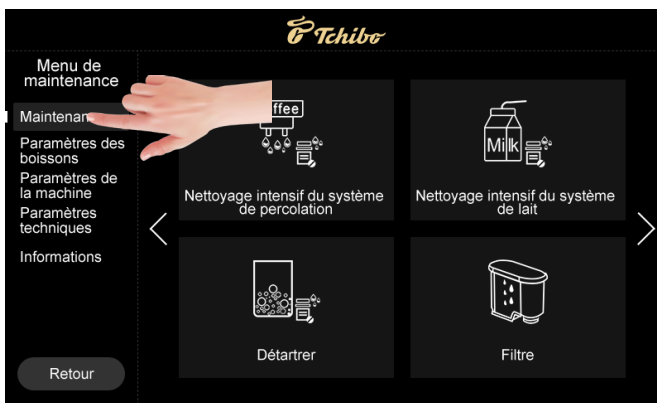 Tchibo
Menu de
maintenance
Maintenan
Paramètres des
boissons
Paramètres de
la machine
Paramètres
techniques
Informations
Retour
ffee
Milk
Nettoyage intensif du système
de percolation
Nettoyage intensif du système
de lait
Détartrer
Filtre